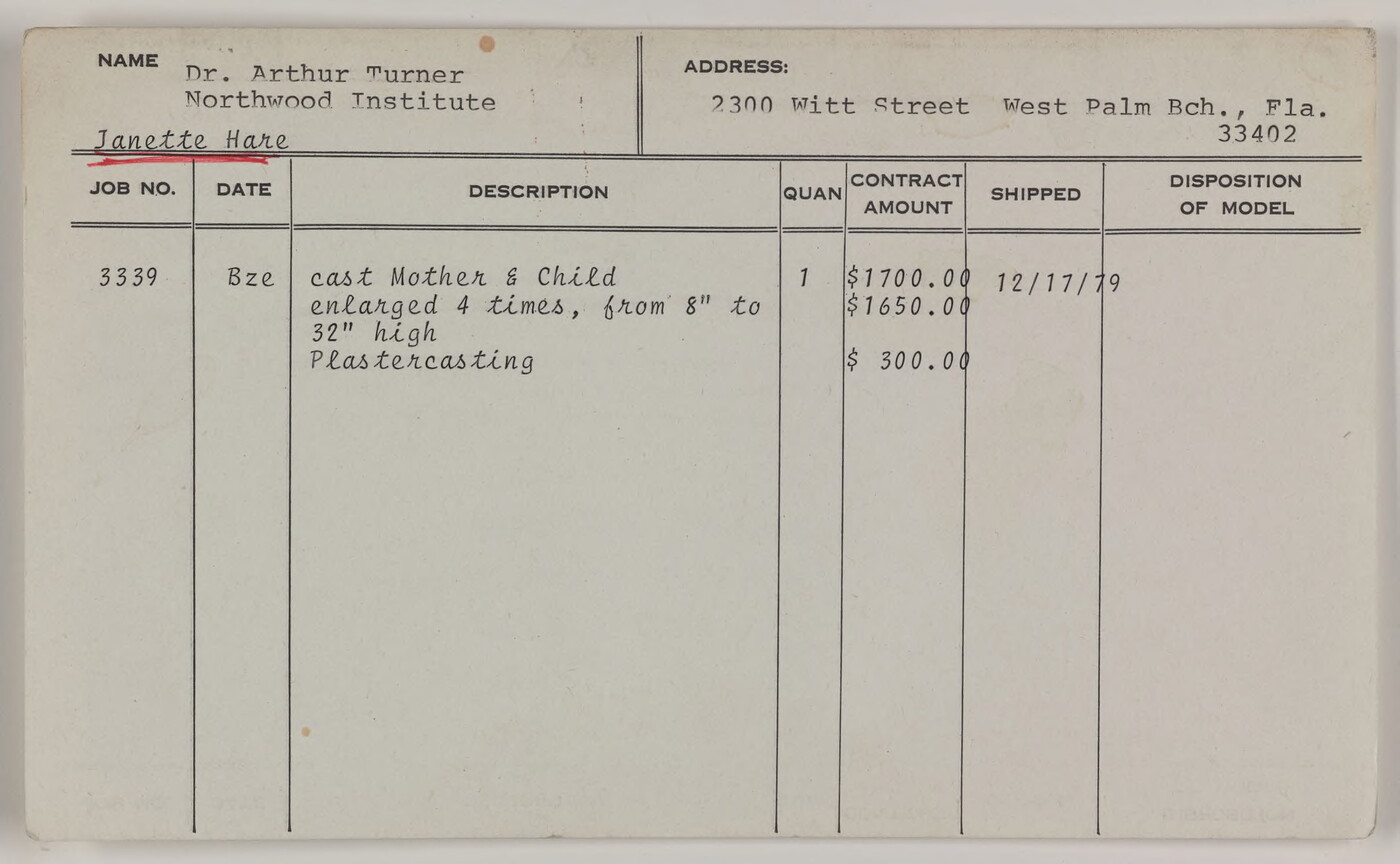 NAME
Dr. Arthur Turner
Northwood Institute
Janette Hare
ADDRESS:
2300 Witt Street West Palm Bch., Fla.
33402
JOB NO. DATE DESCRIPTION QUAN CONTRACT AMOUNT SHIPPED DISPOSITION OF MODEL
3339 Bze cast Mother & Child 1 $1700.00 12/17/79
enlarged 4 times, from 8" to $1650.00
32" high
Plastercasting $ 300.00